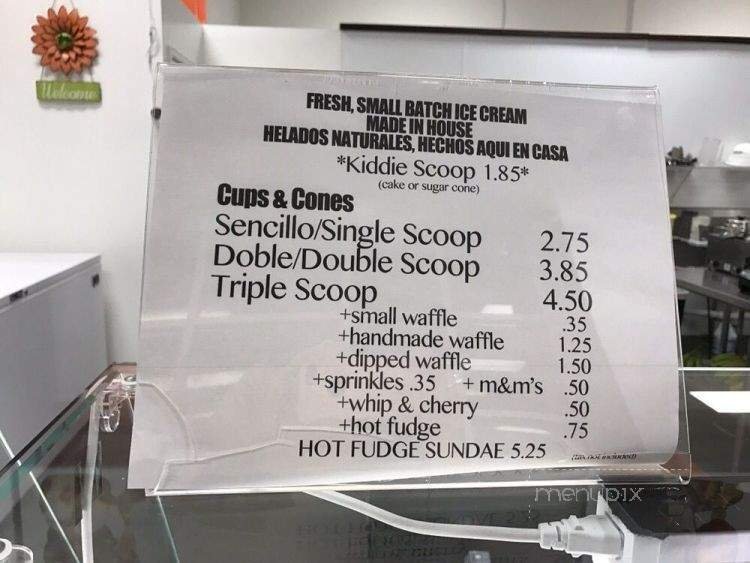 Welcome
FRESH, SMALL BATCH ICE CREAM
MADE IN HOUSE
HELADOS NATURALES, HECHOS AQUI EN CASA
*Kiddie Scoop 1.85*
(cake or sugar cone)
Cups & Cones
Sencillo/Single Scoop 2.75
Doble/Double Scoop 3.85
Triple Scoop 4.50
+small waffle .35
+handmade waffle 1.25
+dipped waffle 1.50
+sprinkles .35 + m&m's .50
+whip & cherry .50
+hot fudge .75
HOT FUDGE SUNDAE 5.25 (tax not included)
menupix